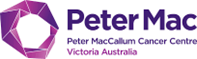 Peter Mac
Peter MacCallum Cancer Centre
Victoria Australia